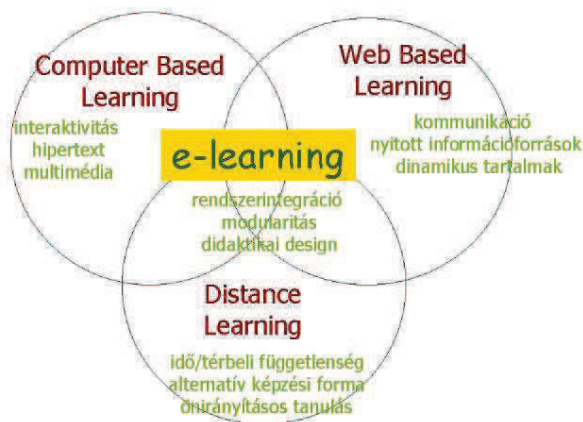 Computer Based
Learning
interaktivitás
hipertext
multimédia
Web Based
Learning
kommunikáció
nyitott információforrások
dinamikus tartalmak
e-learning
rendszerintegráció
modularitás
didaktikai design
Distance
Learning
idő/térbeli függetlenség
alternatív képzési forma
önirányításos tanulás